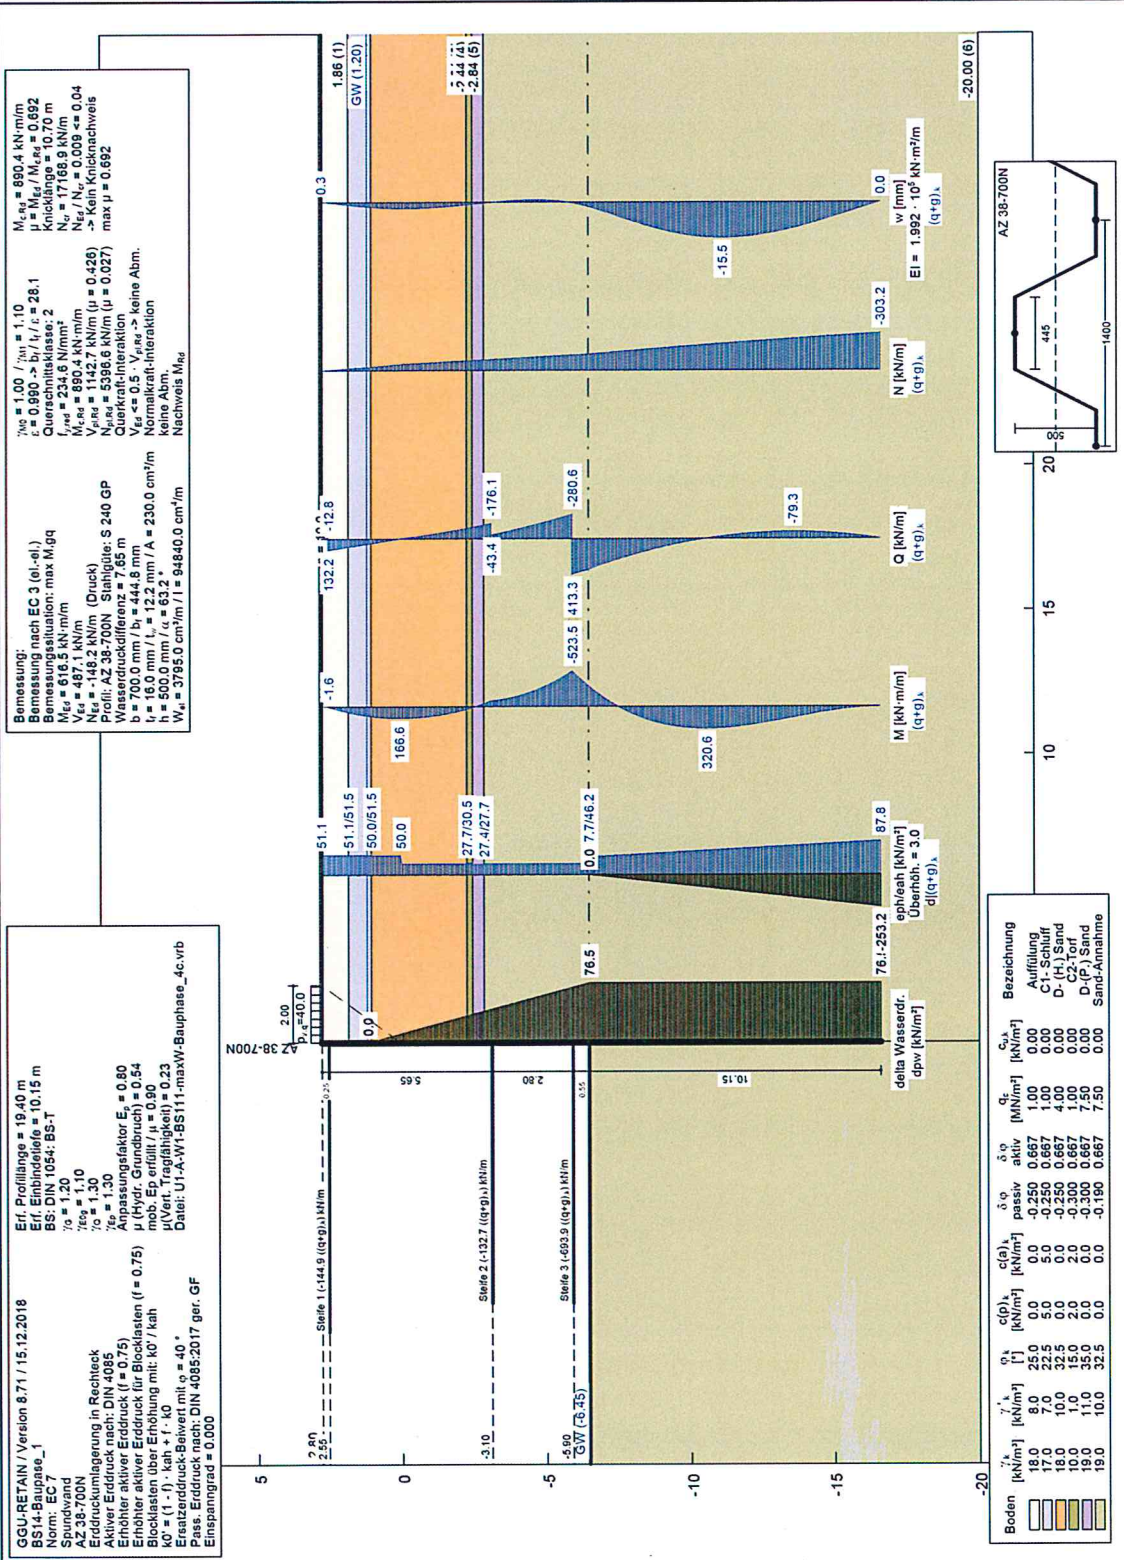 GGU-RETAIN / Version 8.71 / 15.12.2018
BS14-Baupase_1
Norm: EC 7
Spundwand
AZ 38-700N
Erddruckumlagerung in Rechteck
Aktiver Erddruck nach: DIN 4085
Erhöhter aktiver Erddruck (f = 0.75)
Erhöhter aktiver Erddruck für Blocklasten (f = 0.75)
Blocklasten über Erhöhung mit: k0' / kah
k0' = (1 - f) · kah + f · k0
Ersatzerddruck-Beiwert mit φ = 40 °
Pass. Erddruck nach: DIN 4085:2017 ger. GF
Einspanngrad = 0.000
Erf. Profillänge = 19.40 m
Erf. Einbindetiefe = 10.15 m
BS: DIN 1054: BS-T
γG = 1.20
γE0g = 1.10
γQ = 1.30
γEp = 1.30
Anpassungsfaktor Ep = 0.80
μ (Hydr. Grundbruch) = 0.54
mob. Ep erfüllt / μ = 0.90
μ(Vert. Tragfähigkeit) = 0.23
Datei: U1-A-W1-BS111-maxW-Bauphase_4c.vrb
Bemessung:
Bemessung nach EC 3 (el.-el.)
Bemessungssituation: max M,gq
MEd = 616.5 kN·m/m
VEd = 487.1 kN/m
NEd = -148.2 kN/m (Druck)
Profil: AZ 38-700N Stahlgüte: S 240 GP
Wasserdruckdifferenz = 7.65 m
b = 700.0 mm / bf = 444.8 mm
tf = 16.0 mm / tw = 12.2 mm / A = 230.0 cm²/m
h = 500.0 mm / α = 63.2 °
Wel = 3795.0 cm³/m / I = 94840.0 cm⁴/m
γM0 = 1.00 / γM1 = 1.10
ε = 0.990 -> bf / tf / ε = 28.1
Querschnittsklasse: 2
fy,red = 234.6 N/mm²
Mc,Rd = 890.4 kN·m/m
Vpl,Rd = 1142.7 kN/m (μ = 0.426)
Npl,Rd = 5396.6 kN/m (μ = 0.027)
Querkraft-Interaktion
VEd <= 0.5 · Vpl,Rd -> keine Abm.
Normalkraft-Interaktion
keine Abm.
Nachweis MRd
Mc,Rd = 890.4 kN·m/m
μ = MEd / Mc,Rd = 0.692
Knicklänge = 10.70 m
Ncr = 17168.9 kN/m
NEd / Ncr = 0.009 <= 0.04
-> Kein Knicknachweis
max μ = 0.692
5
0
-5
-10
-15
-20
2.55
-3.10
-5.90
GW (-6.45)
Steife 1 (-144.9 ((q+g)k) kN/m
Steife 2 (-132.7 ((q+g)k) kN/m
Steife 3 (-693.9 ((q+g)k) kN/m
0.25
5.65
2.80
0.55
10.15
AZ 38-700N
2.00
pv,q=40.0
0.0
76.5
delta Wasserdr.
dpw [kN/m²]
51.1
51.1/51.5
50.0/51.5
50.0
27.7/30.5
27.4/27.7
0.0 7.7/46.2
-253.2
87.8
eph/eah [kN/m²]
Überhöh. = 3.0
d|(q+g)k
-1.6
166.6
-523.5
320.6
M [kN·m/m]
(q+g)k
132.2
-12.8
-43.4
-176.1
413.3
-280.6
-79.3
Q [kN/m]
(q+g)k
-303.2
N [kN/m]
(q+g)k
0.3
-15.5
0.0
w [mm]
EI = 1.992 · 10⁵ kN·m²/m
(q+g)k
1.86 (1)
GW (1.20)
-2.44 (4)
-2.84 (5)
-20.00 (6)
10
15
20
AZ 38-700N
500
445
1400
Boden γk [kN/m³] γ'k [kN/m³] φk [°] c(p)k [kN/m²] c(a)k [kN/m²] δ/φ passiv δ/φ aktiv qc [MN/m²] cu,k [kN/m²] Bezeichnung
18.0 8.0 25.0 0.0 0.0 -0.250 0.667 1.00 0.00 Auffüllung
17.0 7.0 22.5 5.0 5.0 -0.250 0.667 1.00 0.00 C1- Schluff
18.0 10.0 32.5 0.0 0.0 -0.250 0.667 4.00 0.00 D- (H.) Sand
10.0 1.0 15.0 2.0 2.0 -0.300 0.667 1.00 0.00 C2-Torf
19.0 11.0 35.0 0.0 0.0 -0.300 0.667 7.50 0.00 D-(P.) Sand
19.0 10.0 32.5 0.0 0.0 -0.190 0.667 7.50 0.00 Sand-Annahme